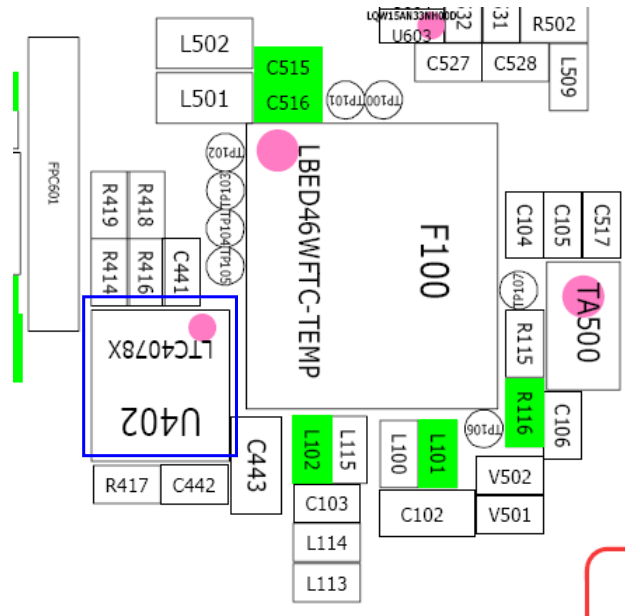 LQW15AN33NH00D
U603
32
31
R502
L502
C515
C527
C528
L509
L501
C516
TP101
TP100
TP102
FPC601
TP103
LBED46WFTC-TEMP
F100
R419
R418
TP104
C104
C105
C517
R414
R416
C441
TP105
TP107
TA500
LTC4078X
R115
U402
R116
C106
TP106
C443
L102
L115
L100
L101
R417
C442
V502
C103
C102
V501
L114
L113